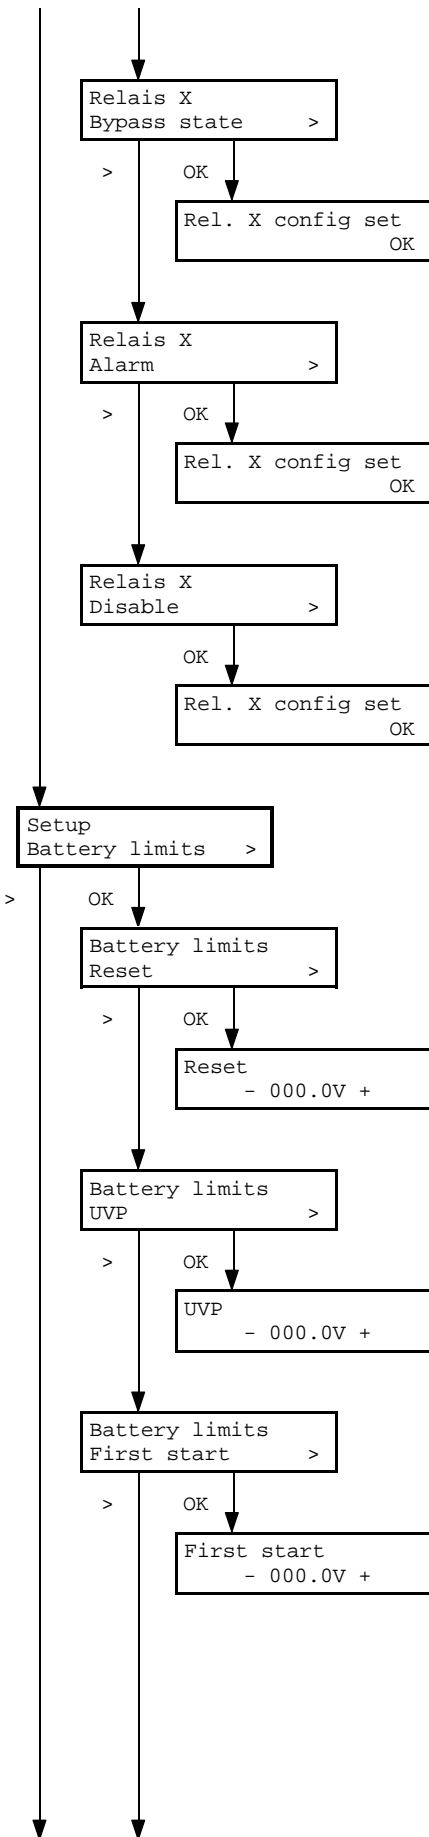 Relais X
Bypass state >
> OK
Rel. X config set
OK
Relais X
Alarm >
> OK
Rel. X config set
OK
Relais X
Disable >
OK
Rel. X config set
OK
Setup
Battery limits >
> OK
Battery limits
Reset >
> OK
Reset
- 000.0V +
Battery limits
UVP >
> OK
UVP
- 000.0V +
Battery limits
First start >
> OK
First start
- 000.0V +